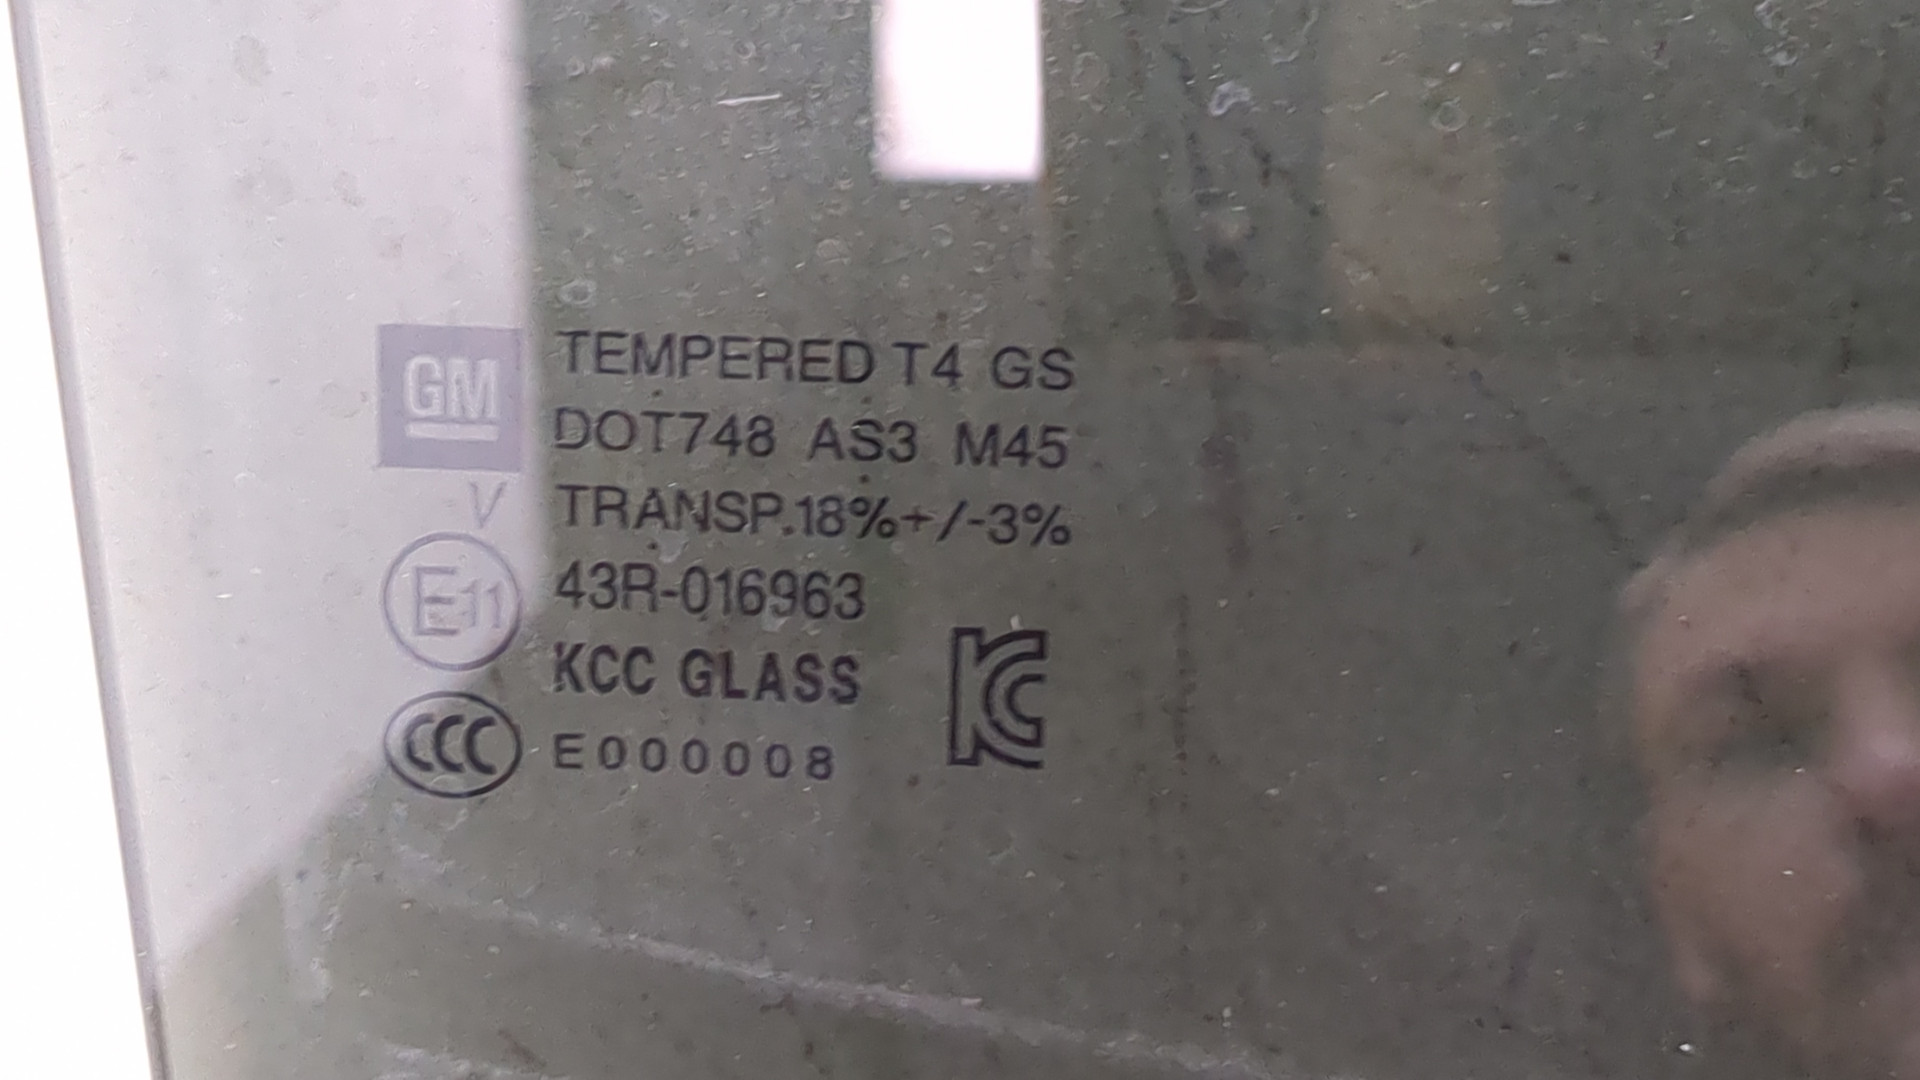 GM
TEMPERED T4 GS
DOT748 AS3 M45
V
TRANSP.18%+/-3%
E11
43R-016963
KCC GLASS
KC
CCC
E000008